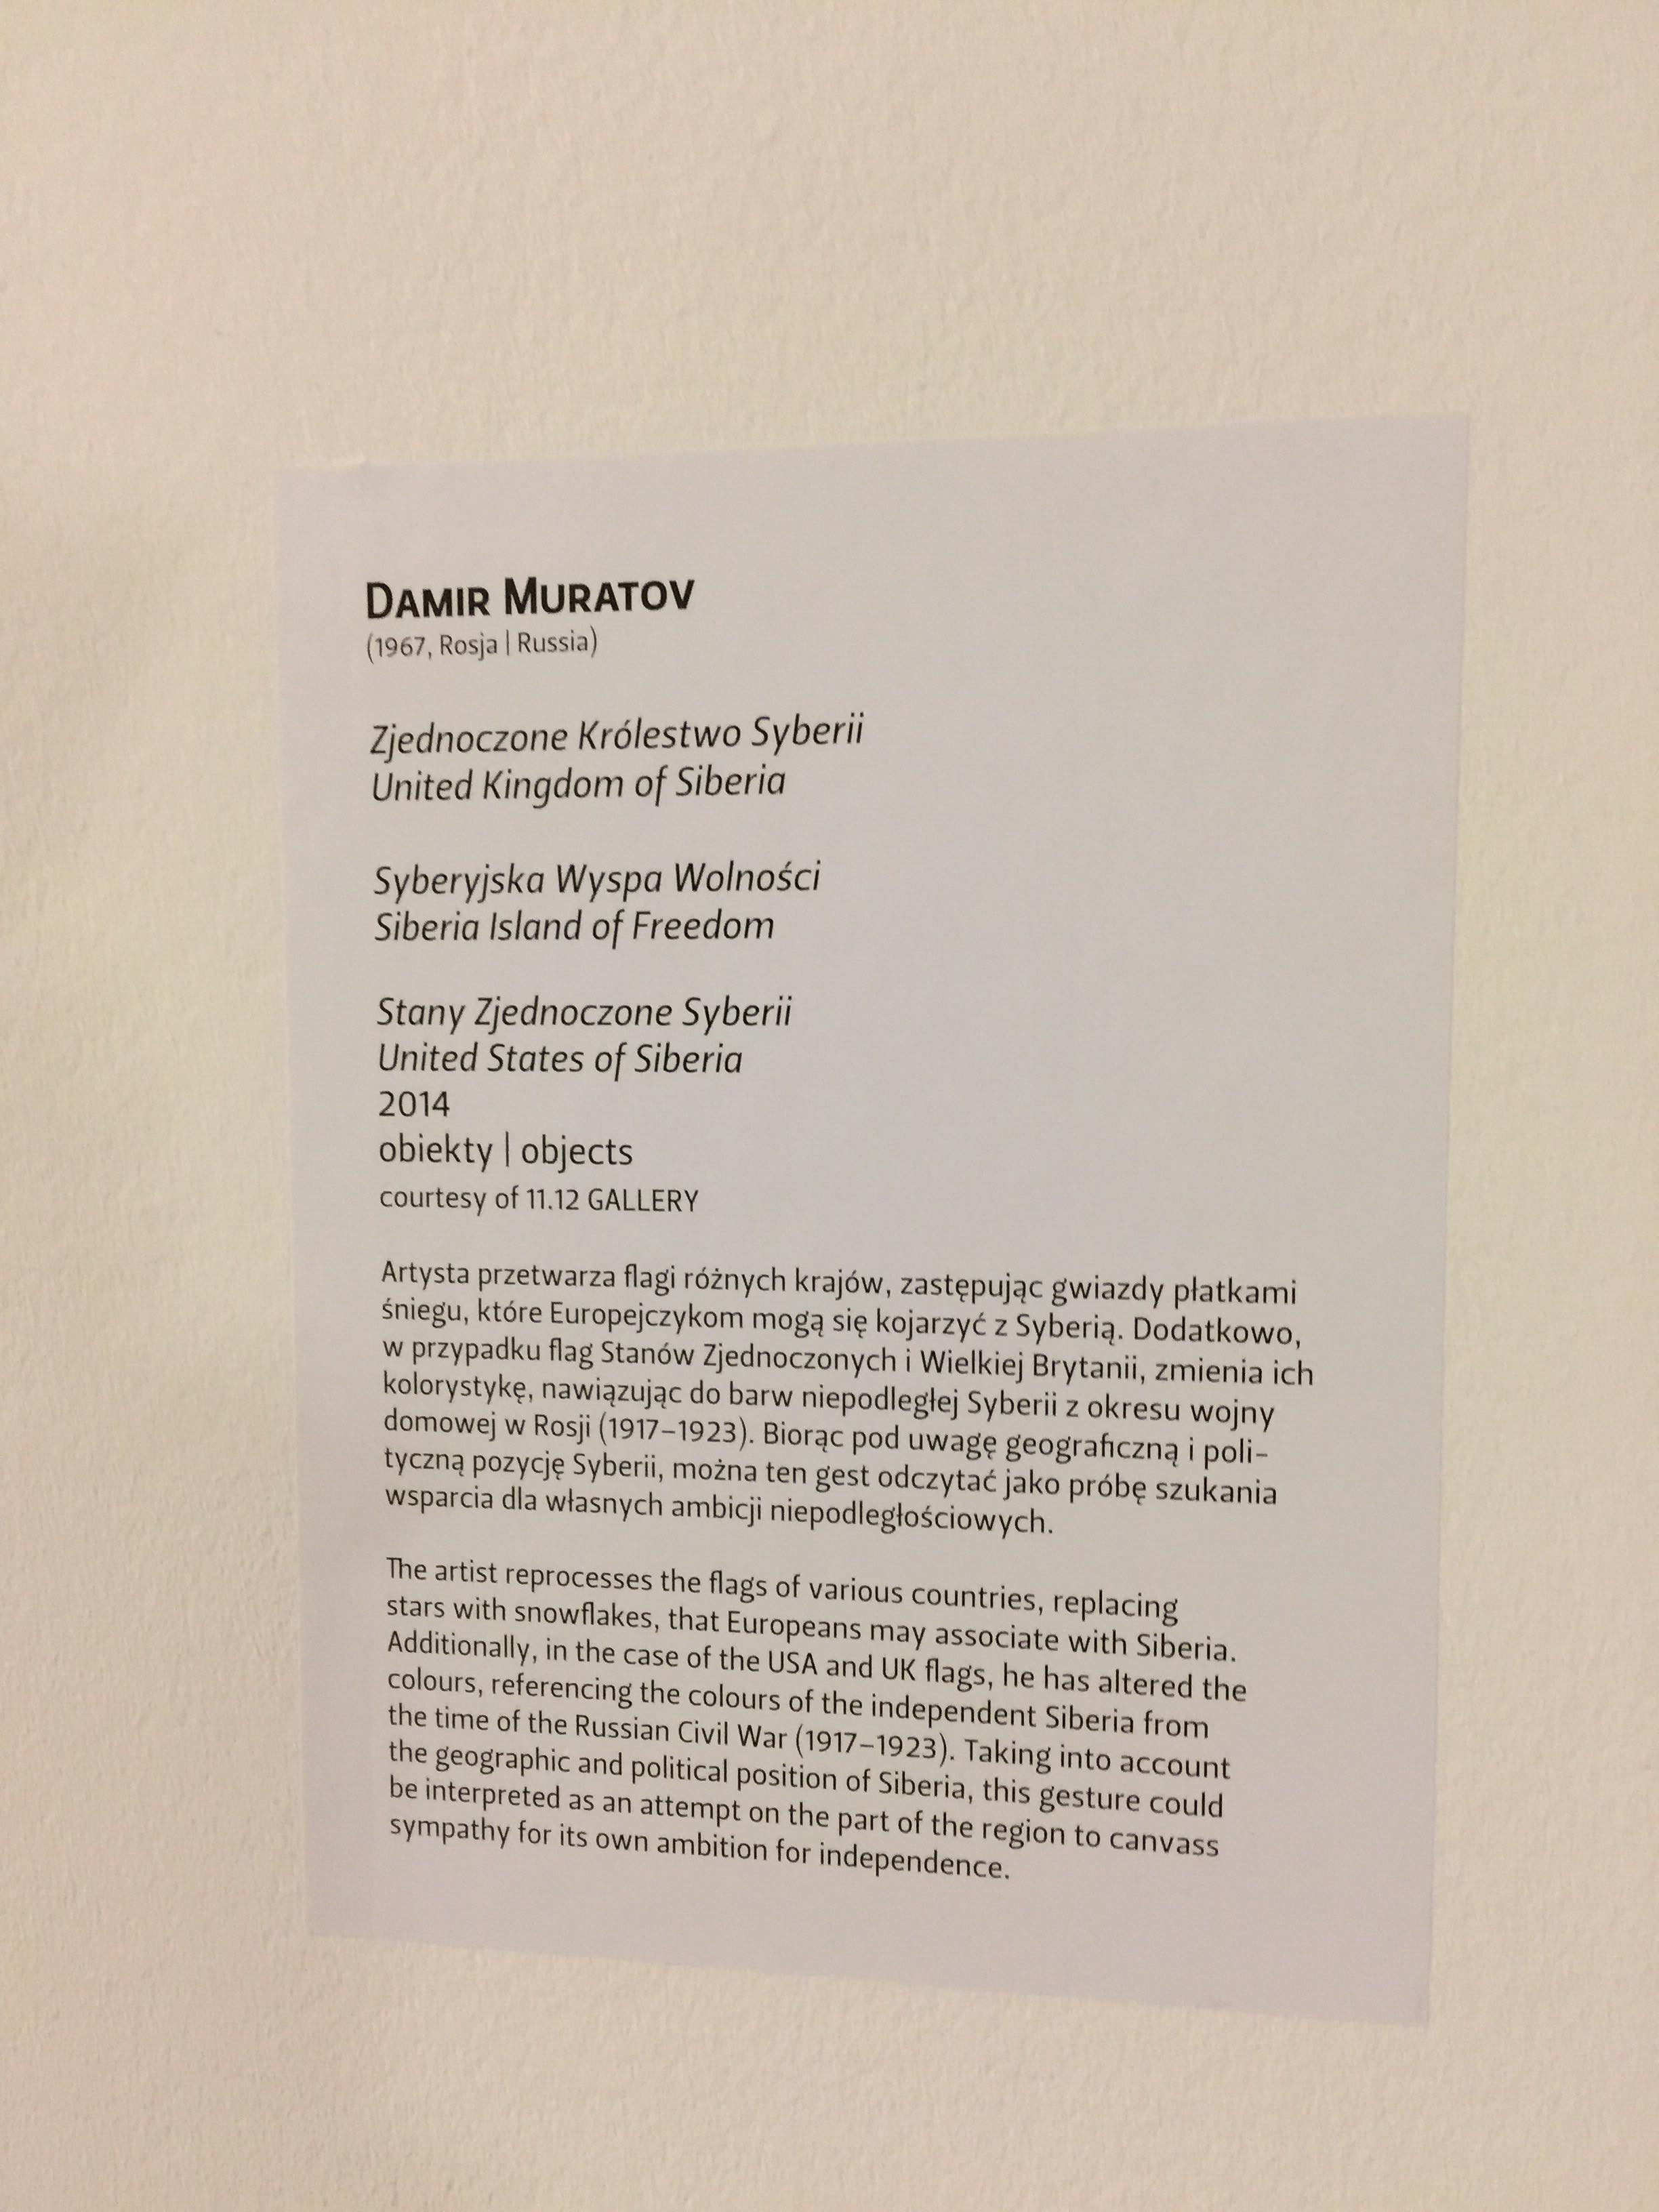 DAMIR MURATOV
(1967, Rosja | Russia)
Zjednoczone Królestwo Syberii
United Kingdom of Siberia
Syberyjska Wyspa Wolności
Siberia Island of Freedom
Stany Zjednoczone Syberii
United States of Siberia
2014
obiekty | objects
courtesy of 11.12 GALLERY
Artysta przetwarza flagi różnych krajów, zastępując gwiazdy płatkami
śniegu, które Europejczykom mogą się kojarzyć z Syberią. Dodatkowo,
w przypadku flag Stanów Zjednoczonych i Wielkiej Brytanii, zmienia ich
kolorystykę, nawiązując do barw niepodległej Syberii z okresu wojny
domowej w Rosji (1917–1923). Biorąc pod uwagę geograficzną i poli-
tyczną pozycję Syberii, można ten gest odczytać jako próbę szukania
wsparcia dla własnych ambicji niepodległościowych.
The artist reprocesses the flags of various countries, replacing
stars with snowflakes, that Europeans may associate with Siberia.
Additionally, in the case of the USA and UK flags, he has altered the
colours, referencing the colours of the independent Siberia from
the time of the Russian Civil War (1917–1923). Taking into account
the geographic and political position of Siberia, this gesture could
be interpreted as an attempt on the part of the region to canvass
sympathy for its own ambition for independence.